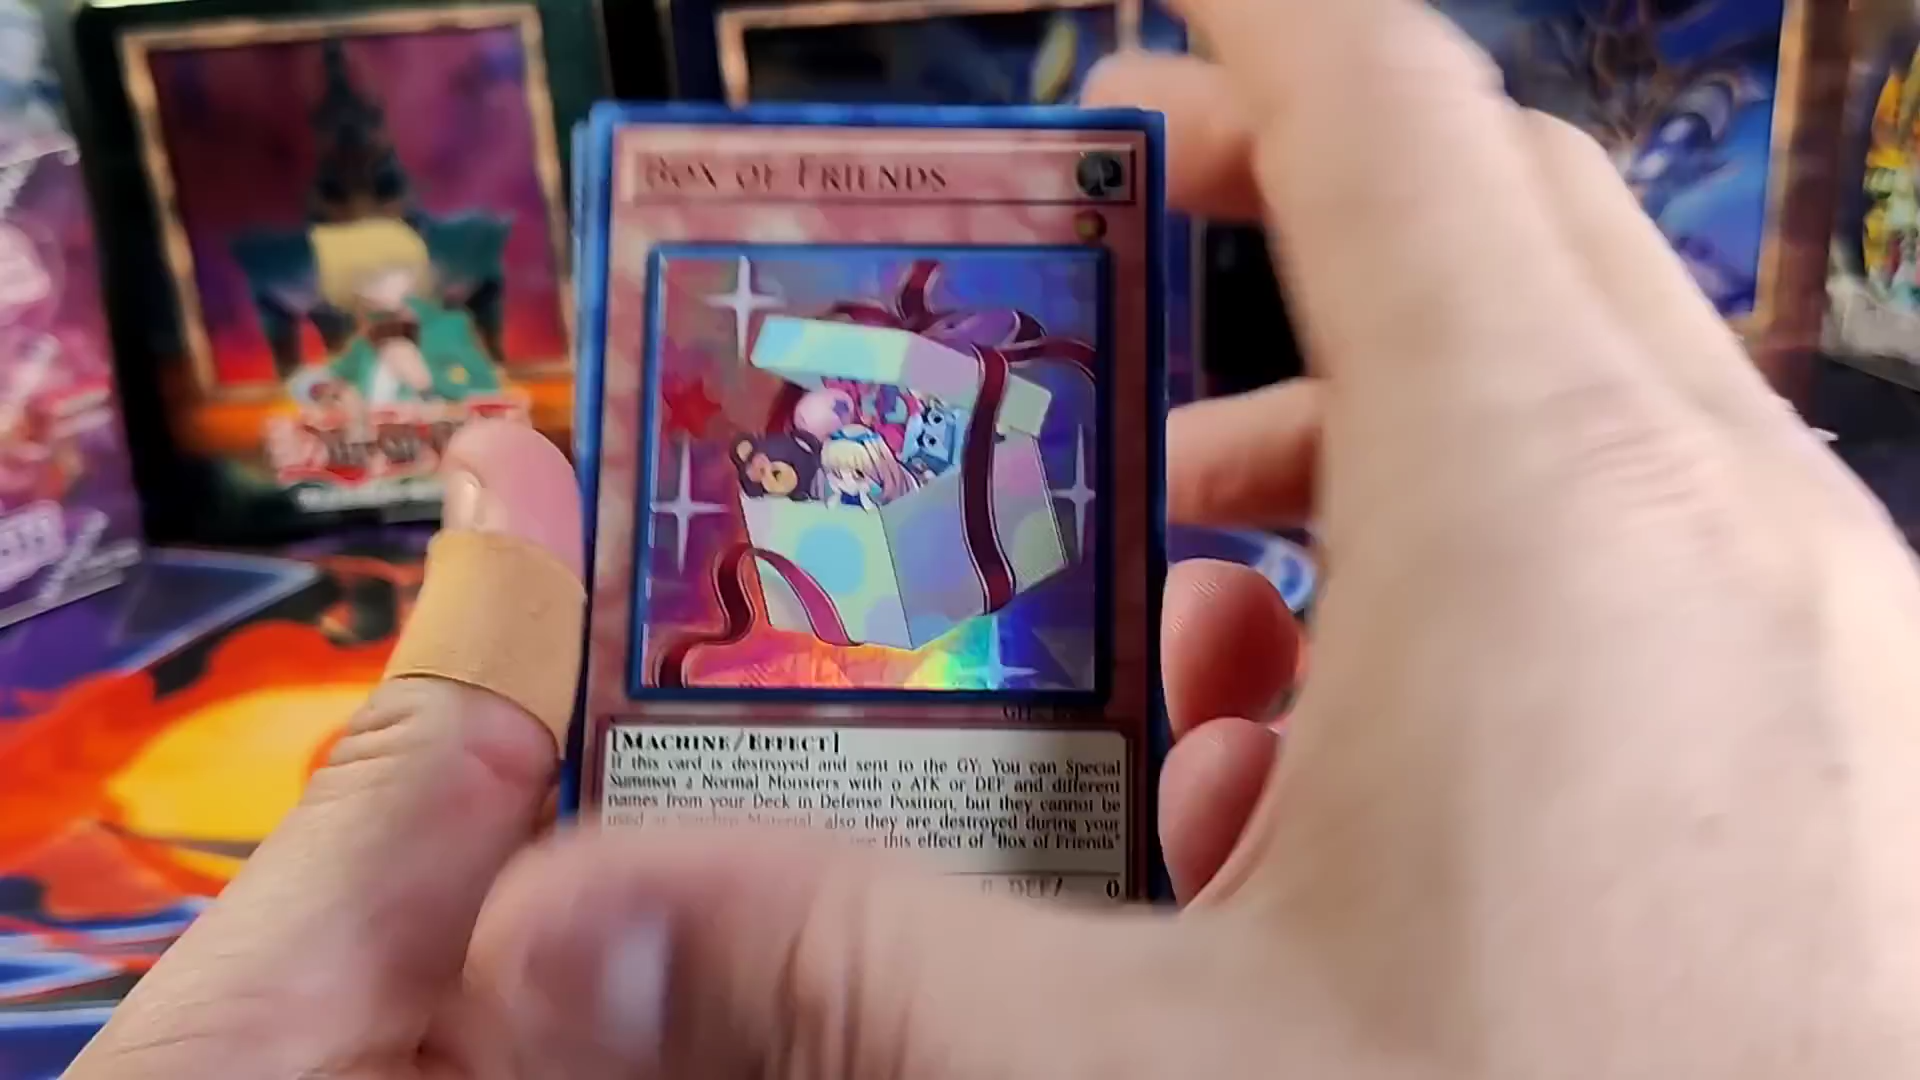 Box of Friends
[Machine/Effect]
If this card is destroyed and sent to the GY: You can Special
Summon 2 Normal Monsters with 0 ATK or DEF and different
names from your Deck in Defense Position, but they cannot be
used as Synchro Material, also they are destroyed during your
this effect of "Box of Friends"
0 DEF/ 0